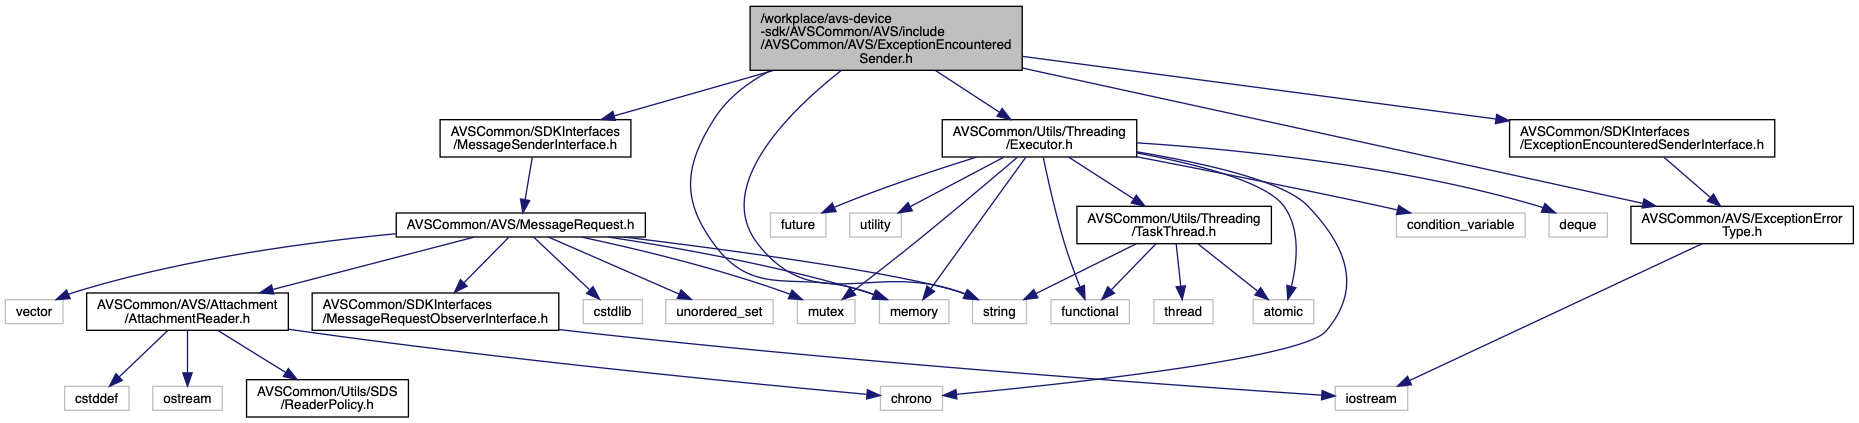 /workplace/avs-device
-sdk/AVSCommon/AVS/include
/AVSCommon/AVS/ExceptionEncountered
Sender.h
AVSCommon/SDKInterfaces
/MessageSenderInterface.h
AVSCommon/Utils/Threading
/Executor.h
AVSCommon/SDKInterfaces
/ExceptionEncounteredSenderInterface.h
AVSCommon/AVS/MessageRequest.h
future
utility
AVSCommon/Utils/Threading
/TaskThread.h
condition_variable
deque
AVSCommon/AVS/ExceptionError
Type.h
vector
AVSCommon/AVS/Attachment
/AttachmentReader.h
AVSCommon/SDKInterfaces
/MessageRequestObserverInterface.h
cstdlib
unordered_set
mutex
memory
string
functional
thread
atomic
cstddef
ostream
AVSCommon/Utils/SDS
/ReaderPolicy.h
chrono
iostream